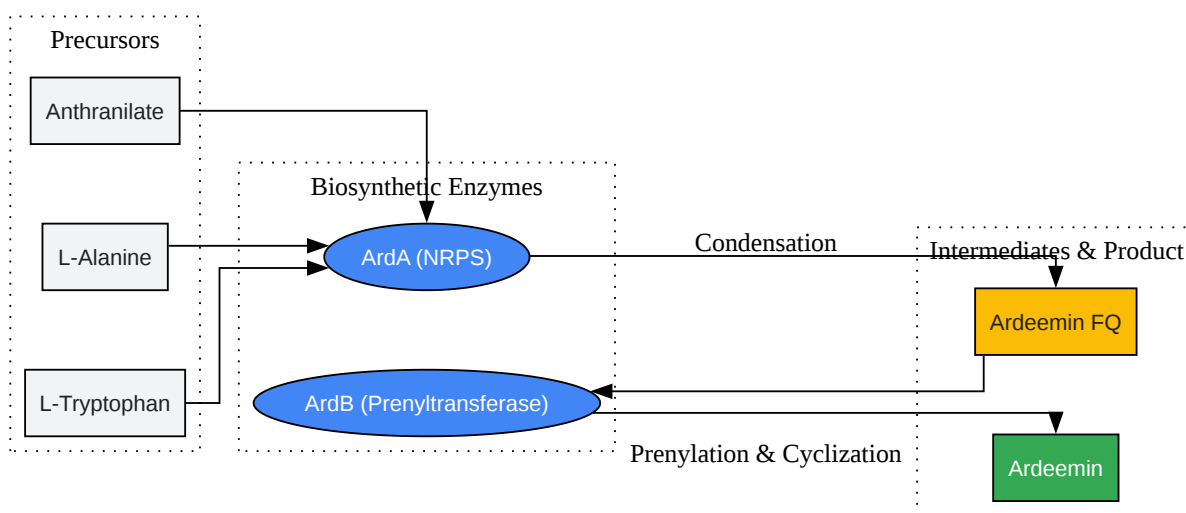 Precursors
Anthranilate
Biosynthetic Enzymes
L-Alanine
ArdA (NRPS)
Condensation
Intermediates & Product
Ardeemin FQ
L-Tryptophan
ArdB (Prenyltransferase)
Prenylation & Cyclization
Ardeemin